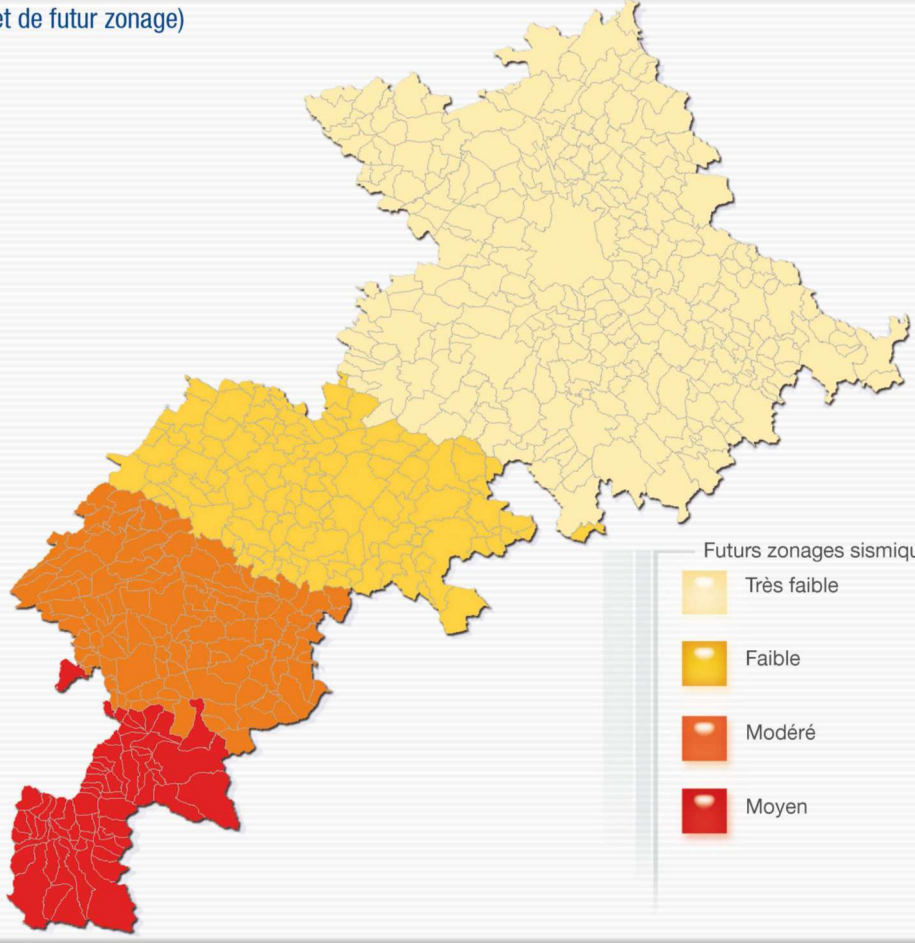 et de futur zonage)
Futurs zonages sismiqu
Très faible
Faible
Modéré
Moyen